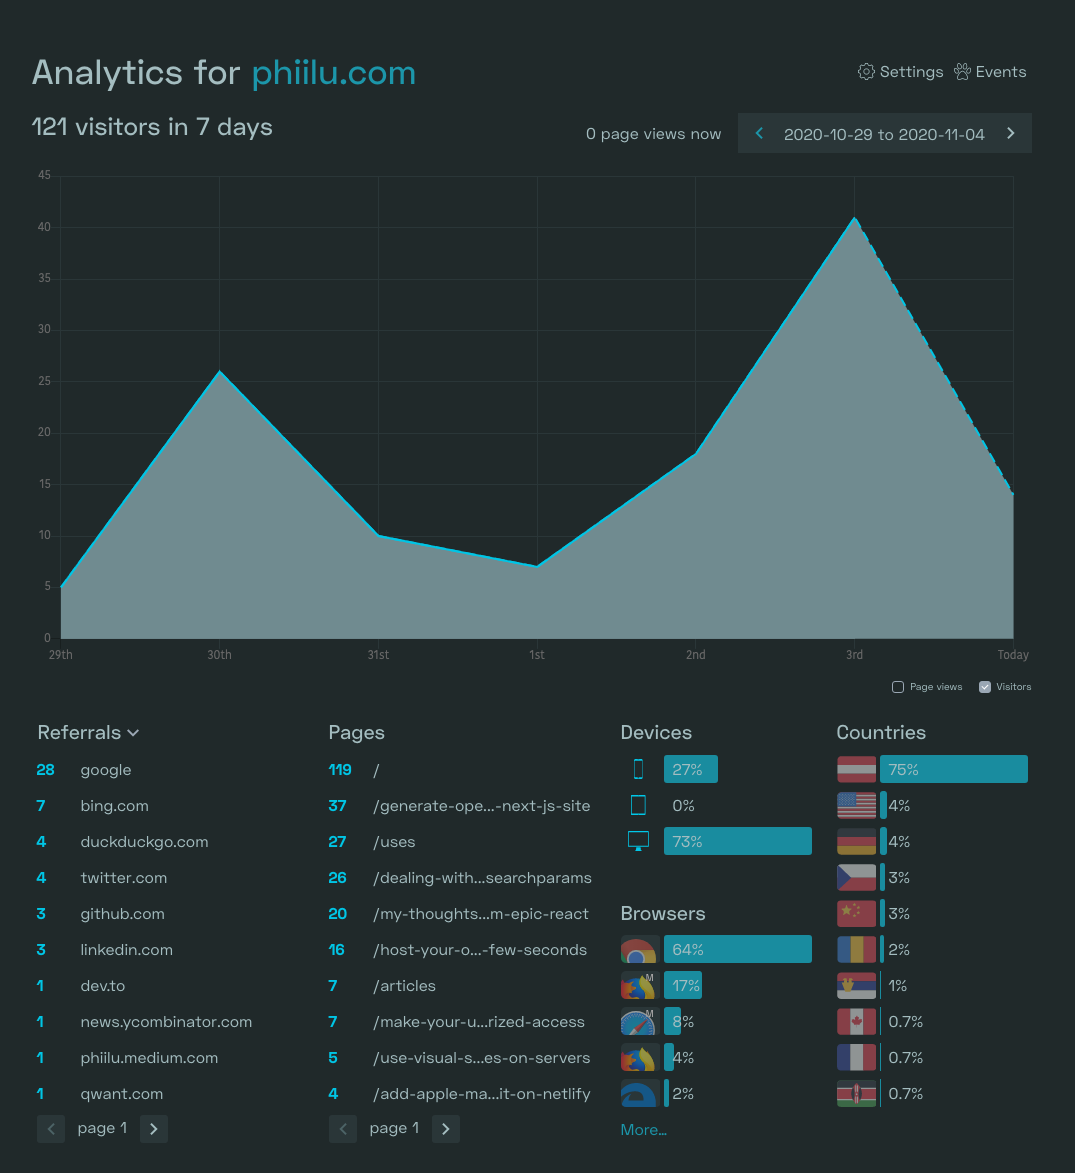 Analytics for phiilu.com
Settings Events
121 visitors in 7 days
0 page views now
2020-10-29 to 2020-11-04
45
40
35
30
25
20
15
10
5
0
29th 30th 31st 1st 2nd 3rd Today
Page views Visitors
Referrals
28 google
7 bing.com
4 duckduckgo.com
4 twitter.com
3 github.com
3 linkedin.com
1 dev.to
1 news.ycombinator.com
1 phiilu.medium.com
1 qwant.com
page 1
Pages
119 /
37 /generate-ope...-next-js-site
27 /uses
26 /dealing-with...searchparams
20 /my-thoughts...m-epic-react
16 /host-your-o...-few-seconds
7 /articles
7 /make-your-u...rized-access
5 /use-visual-s...es-on-servers
4 /add-apple-ma...it-on-netlify
page 1
Devices
27%
0%
73%
Browsers
64%
M 17%
M 8%
4%
2%
More...
Countries
75%
4%
4%
3%
3%
2%
1%
0.7%
0.7%
0.7%